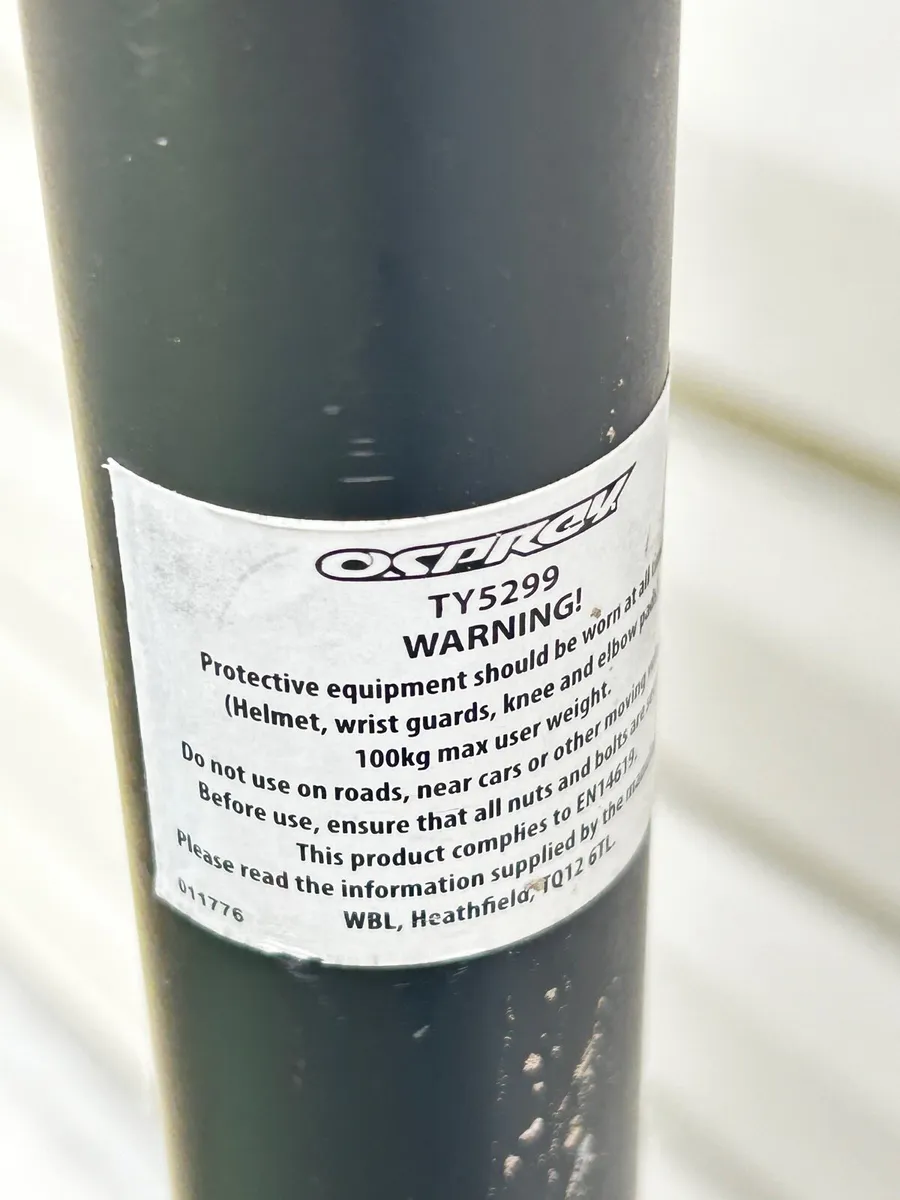 OSPREY
TY5299
WARNING!
Protective equipment should be worn at all
(Helmet, wrist guards, knee and elbow
100kg max user weight.
Do not use on roads, near cars or other moving
Before use, ensure that all nuts and bolts are
This product complies to EN14619.
Please read the information supplied by the
WBL, Heathfield, TQ12 6TL
011776